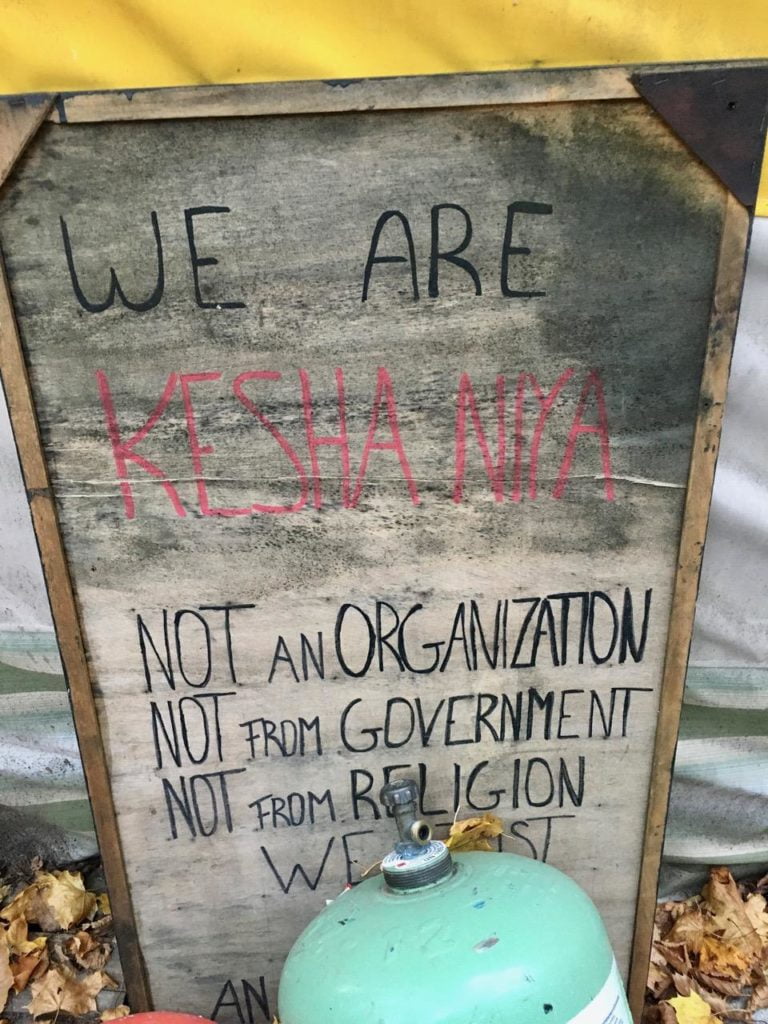 WE ARE
KESHA NIYA
NOT AN ORGANIZATION
NOT FROM GOVERNMENT
NOT FROM RELIGION
WE
AN